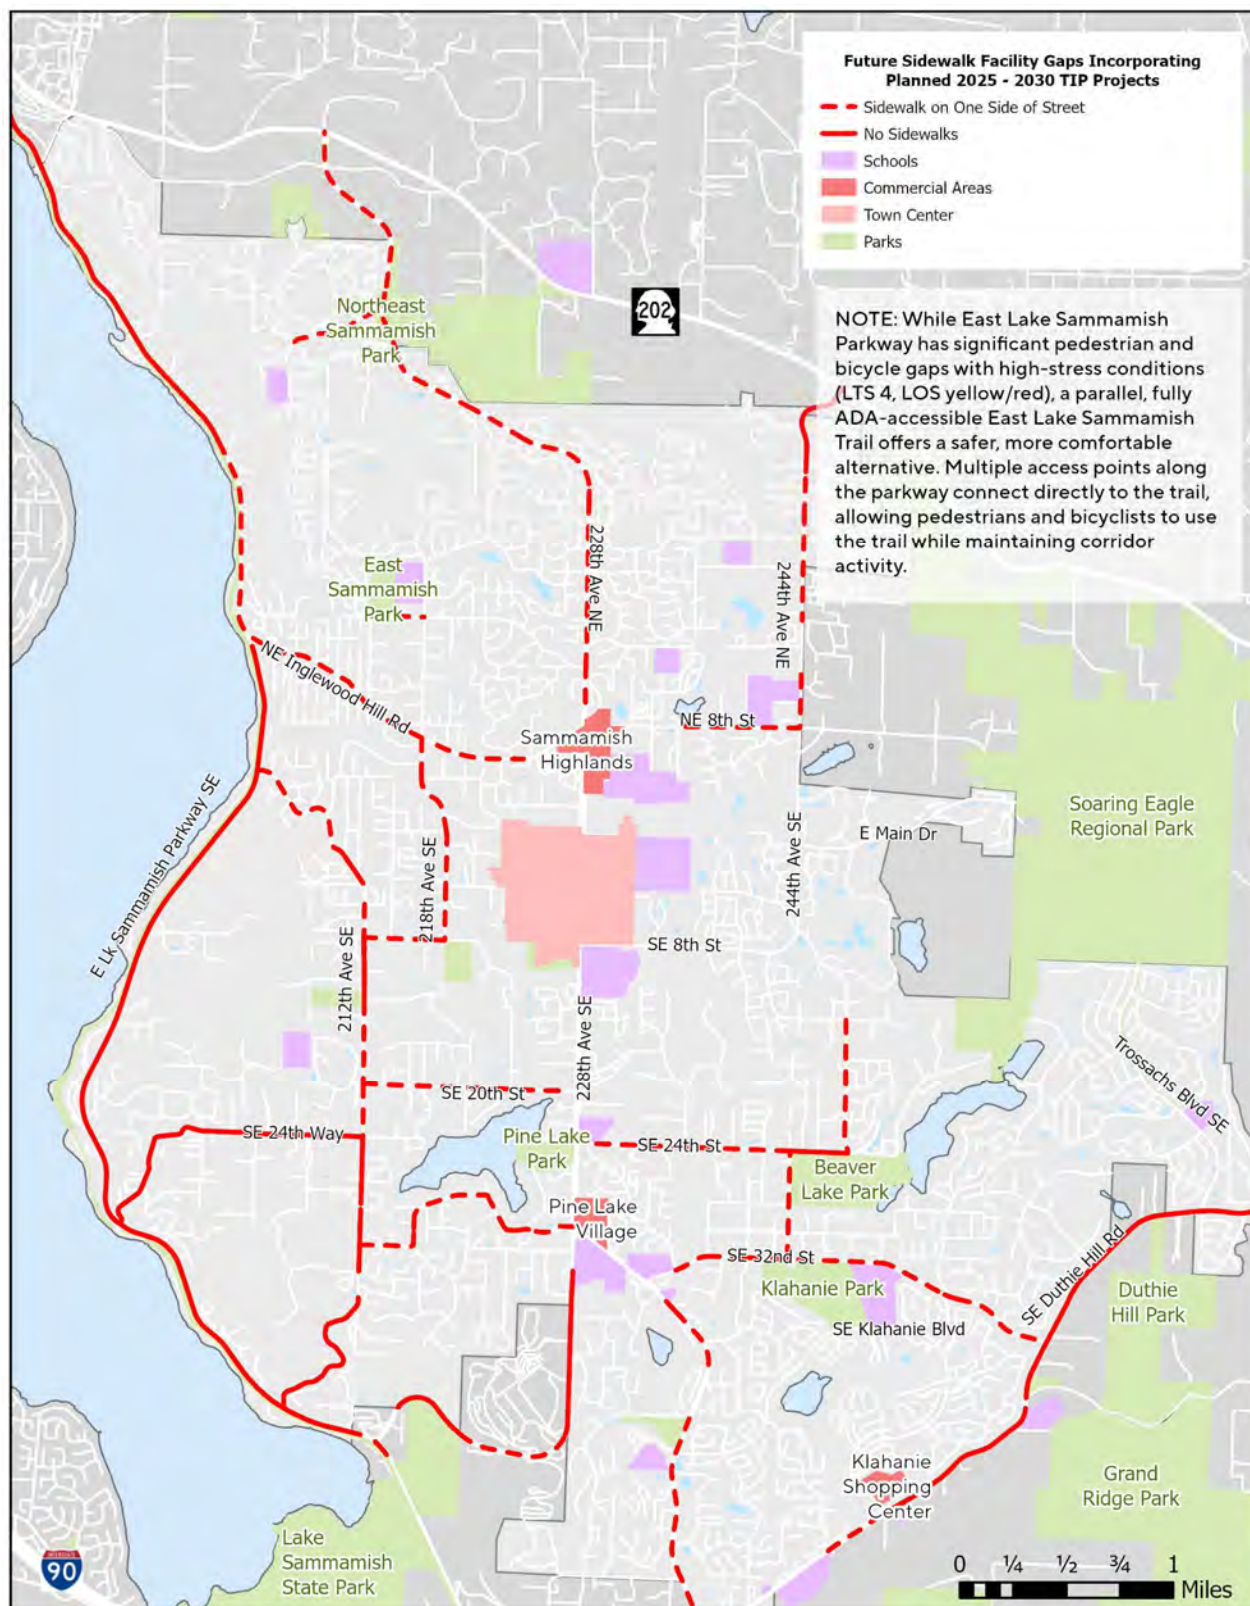 Future Sidewalk Facility Gaps Incorporating
Planned 2025 - 2030 TIP Projects
Sidewalk on One Side of Street
No Sidewalks
Schools
Commercial Areas
Town Center
Parks
NOTE: While East Lake Sammamish
Parkway has significant pedestrian and
bicycle gaps with high-stress conditions
(LTS 4, LOS yellow/red), a parallel, fully
ADA-accessible East Lake Sammamish
Trail offers a safer, more comfortable
alternative. Multiple access points along
the parkway connect directly to the trail,
allowing pedestrians and bicyclists to use
the trail while maintaining corridor
activity.
202
Northeast
Sammamish
Park
228th Ave NE
244th Ave NE
East
Sammamish
Park
NE Inglewood Hill Rd
NE 8th St
Sammamish
Highlands
E Lk Sammamish Parkway SE
Soaring Eagle
Regional Park
E Main Dr
218th Ave SE
244th Ave SE
212th Ave SE
SE 8th St
228th Ave SE
Trossachs Blvd SE
SE 20th St
SE 24th Way
Pine Lake
Park
SE 24th St
Beaver
Lake Park
Pine Lake
Village
SE 32nd St
SE Duthie Hill Rd
Klahanie Park
Duthie
Hill Park
SE Klahanie Blvd
Klahanie
Shopping
Center
Grand
Ridge Park
Lake
Sammamish
State Park
INTERSTATE
90
0 ¼ ½ ¾ 1
Miles